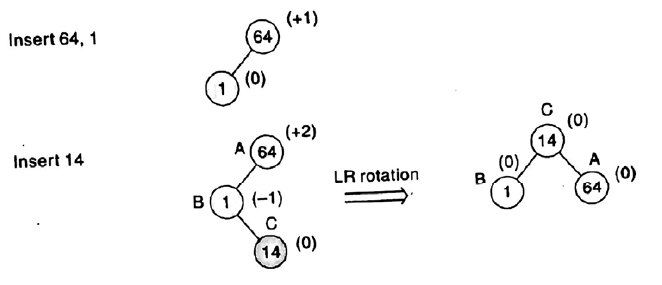 Insert 64, 1
(+1)
64
1 (0)
Insert 14
A 64 (+2)
B 1 (−1)
C
14 (0)
LR rotation
C
14 (0)
(0)
B 1
A
64 (0)